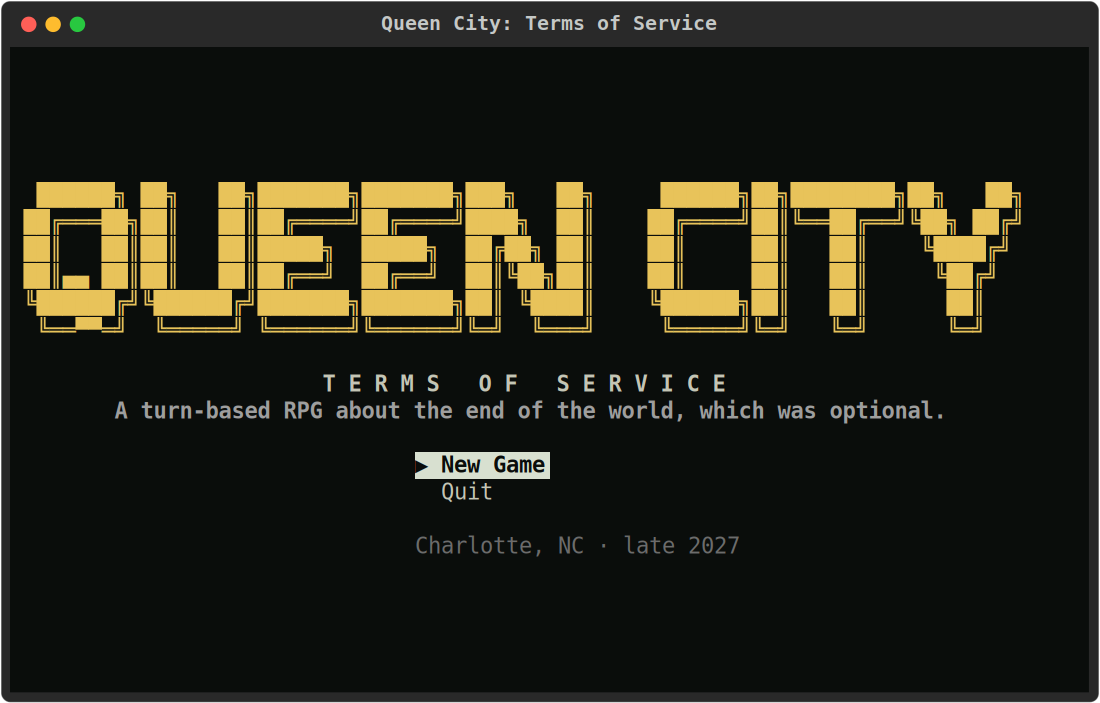 Queen City: Terms of Service
QUEEN CITY
TERMS OF SERVICE
A turn-based RPG about the end of the world, which was optional.
▶ New Game
Quit
Charlotte, NC · late 2027